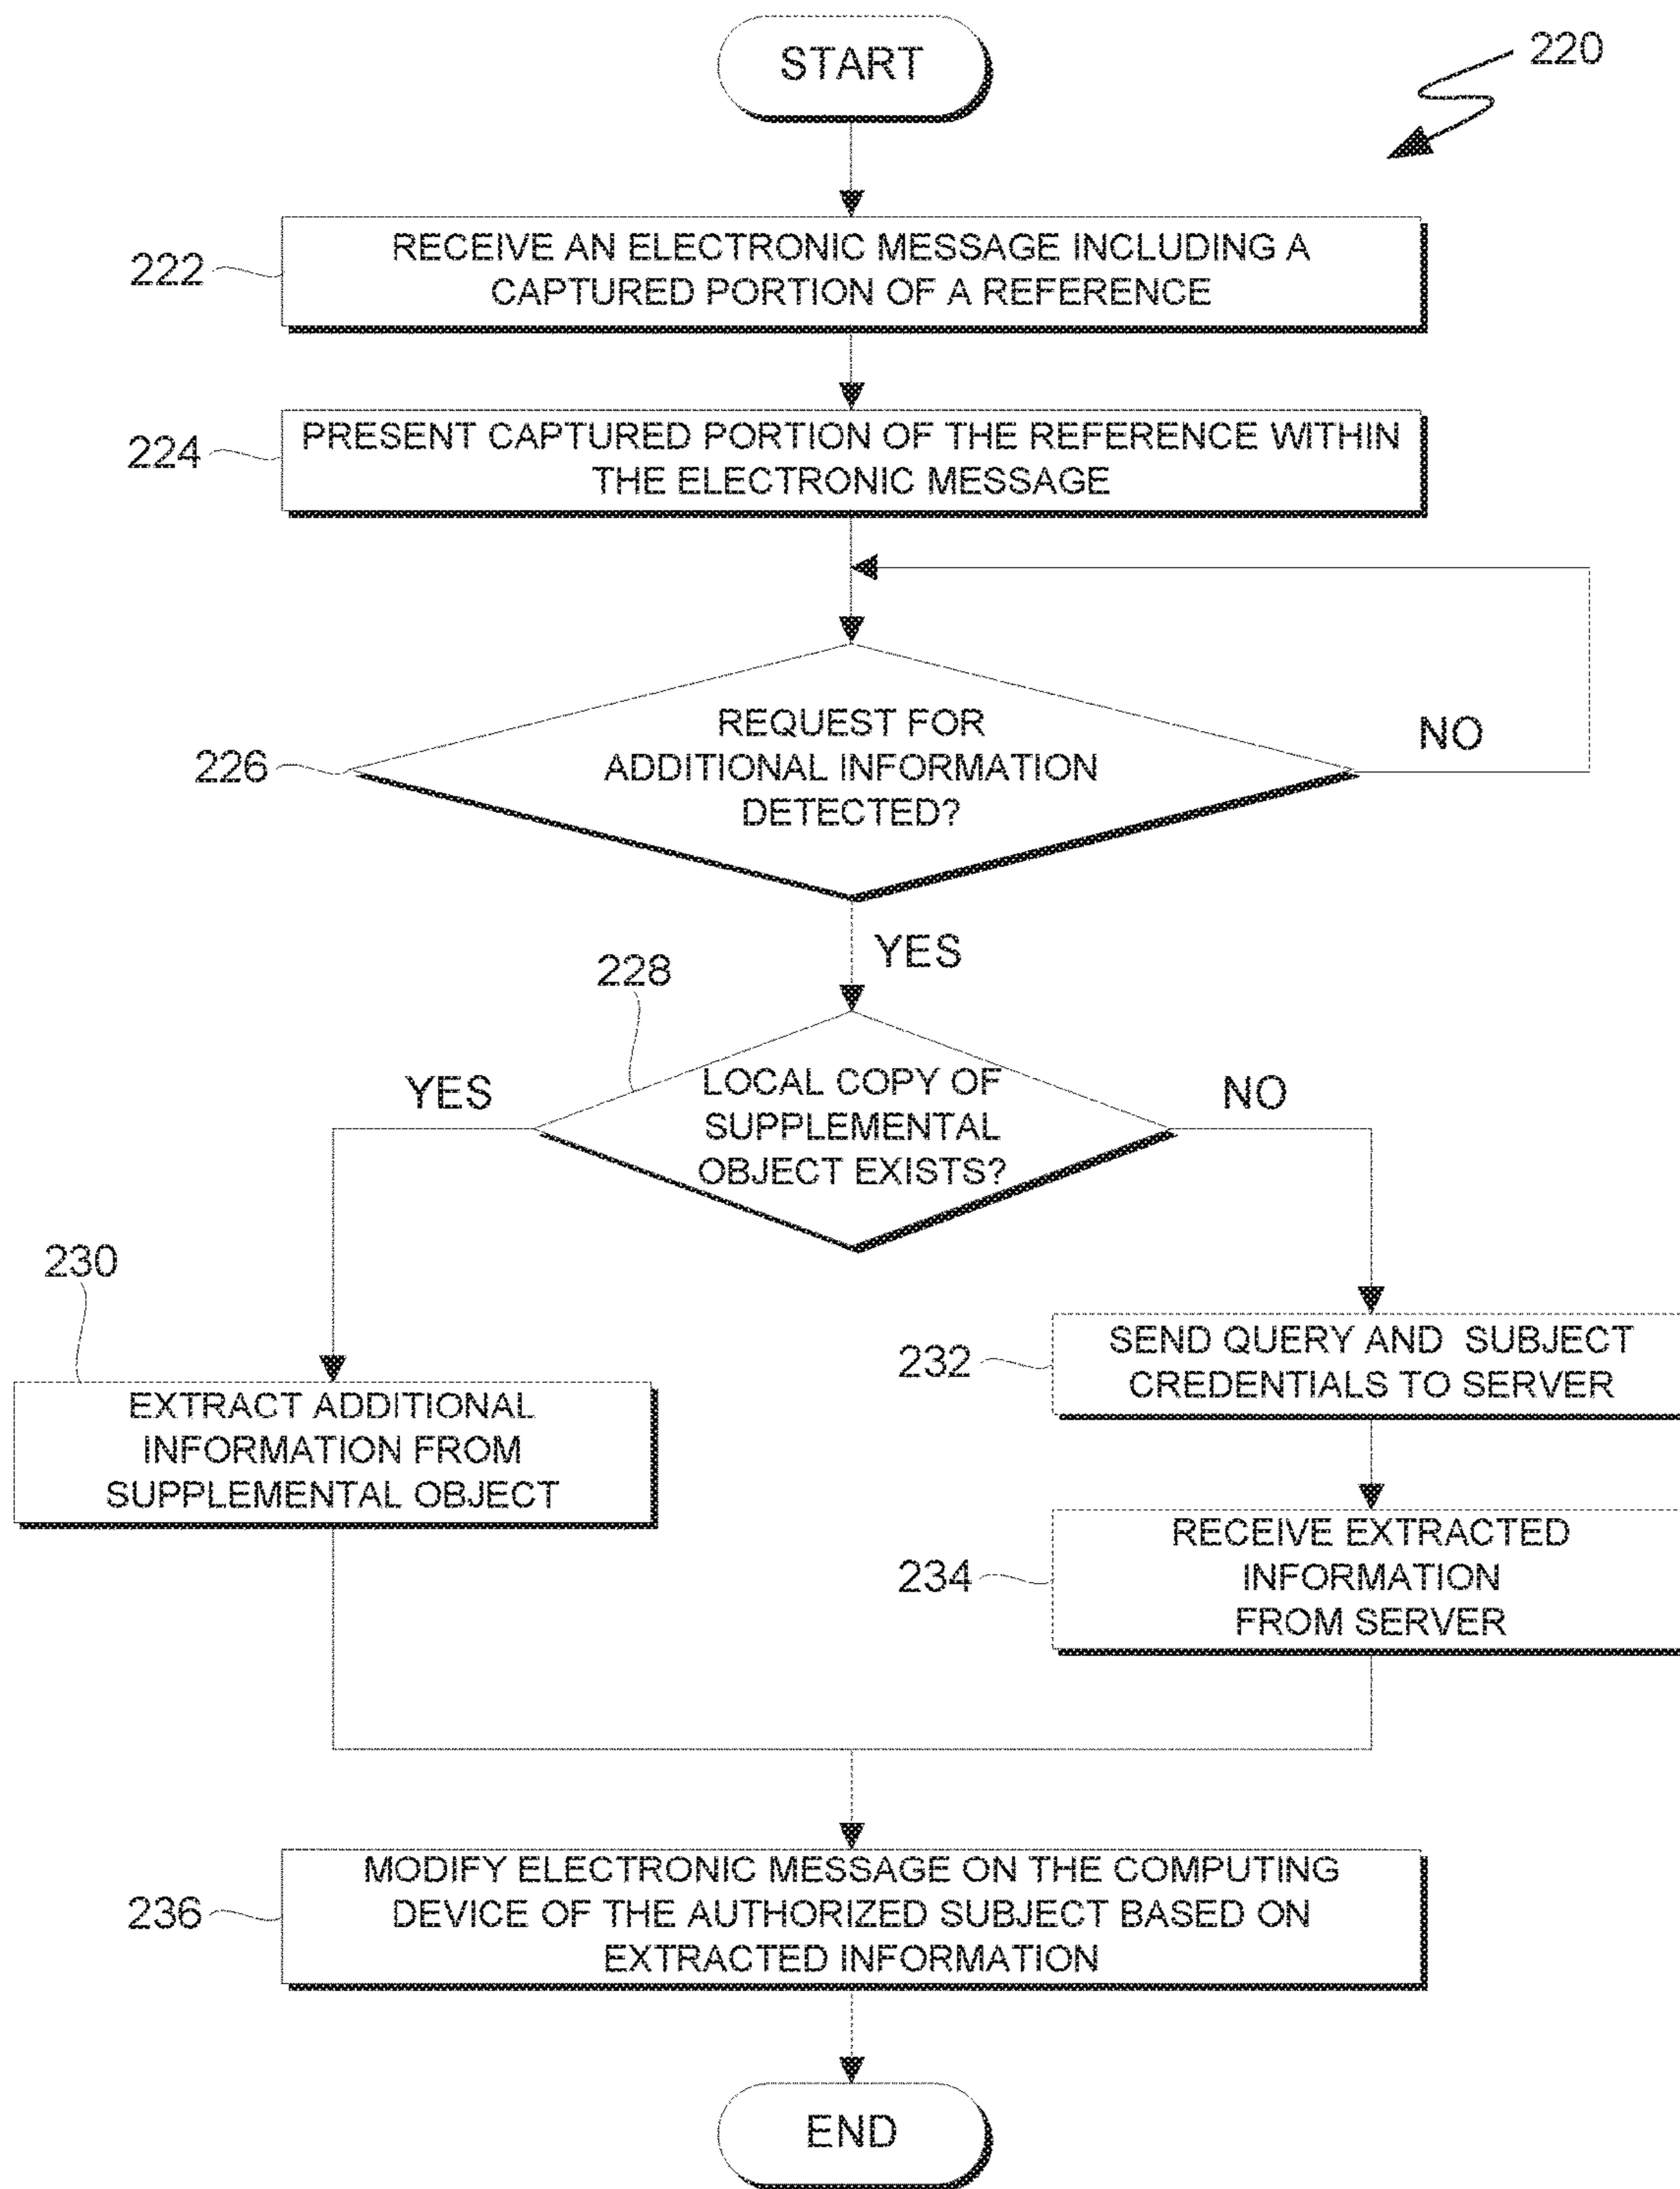 START
220
222
RECEIVE AN ELECTRONIC MESSAGE INCLUDING A
CAPTURED PORTION OF A REFERENCE
224
PRESENT CAPTURED PORTION OF THE REFERENCE WITHIN
THE ELECTRONIC MESSAGE
226
REQUEST FOR
ADDITIONAL INFORMATION
DETECTED?
NO
YES
228
LOCAL COPY OF
SUPPLEMENTAL
OBJECT EXISTS?
YES
NO
230
EXTRACT ADDITIONAL
INFORMATION FROM
SUPPLEMENTAL OBJECT
232
SEND QUERY AND SUBJECT
CREDENTIALS TO SERVER
234
RECEIVE EXTRACTED
INFORMATION
FROM SERVER
236
MODIFY ELECTRONIC MESSAGE ON THE COMPUTING
DEVICE OF THE AUTHORIZED SUBJECT BASED ON
EXTRACTED INFORMATION
END